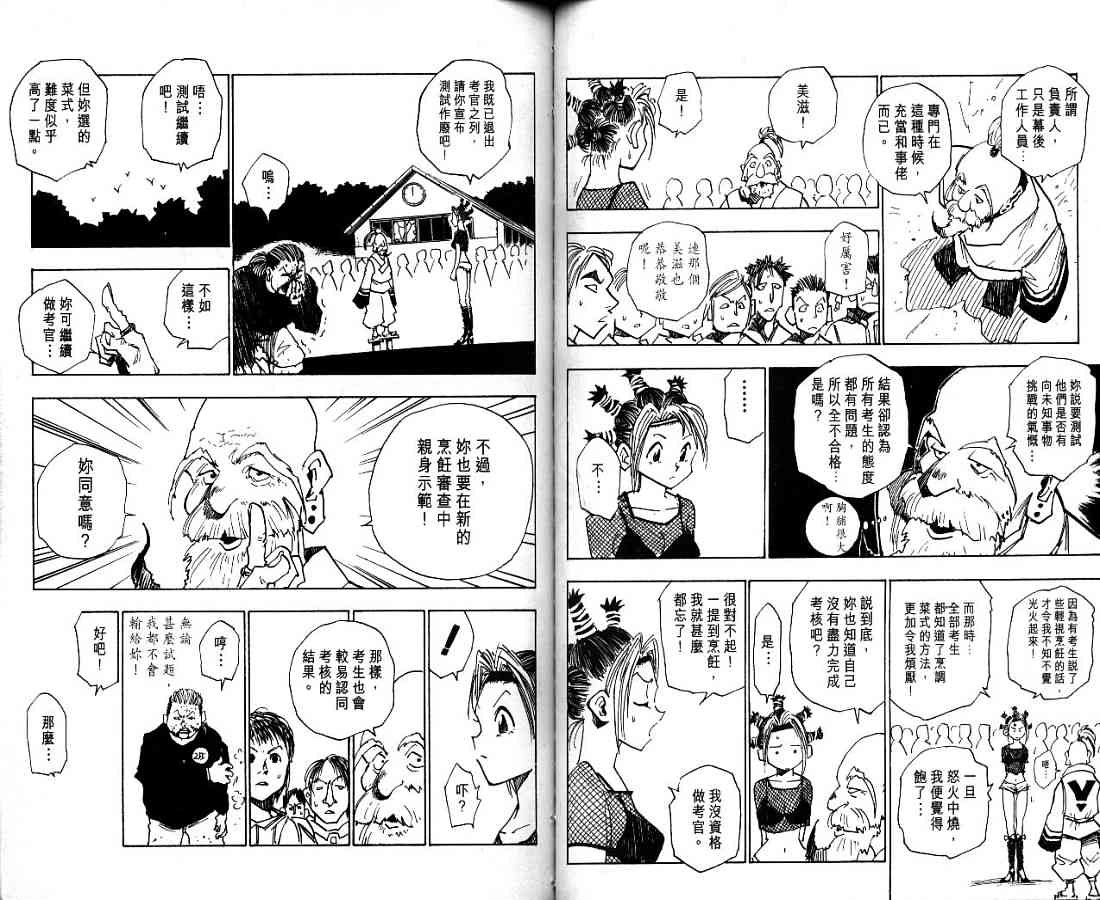 所謂
負責人，
只是幕後
工作人員…
專門在
這種時候，
充當和事佬
而已。
美滋！
是！
好厲害！
連那個
美滋也
恭恭敬敬
呢！
妳說要測試
他們是否有
向未知事物
挑戰的氣慨…
結果卻認為
所有考生的態度
都有問題，
所以全不合格…
是嗎？
胸脯很大
啊！
……
不…
因為有考生說了
些輕視烹飪的話，
才令我不知不覺
光火起來！
而那時…
全部考生
都知道了烹調
菜式的方法，
更加令我煩厭！
嗯…
一旦
怒火中燒
我便覺得
飽了…
說到底，
妳也知道自己
沒有盡力完成
考核吧？
是…
很對不起！
一提到烹飪，
我就甚麼
都忘了！
我沒資格
做考官。
我既已退出
考官之列，
請你宣布
測試作廢吧！
嗚…
唔…
測試繼續
吧！
但妳選的
菜式，
難度似乎
高了一點。
不如
這樣…
妳可繼續
做考官…
不過，
妳也要在新的
烹飪審查中
親身示範！
妳同意嗎？
！
吓？
那樣，
考生也會
較易認同
考核的
結果。
哼…
無論
甚麼試題，
我都不會
輸給妳！
好吧！
那麼…